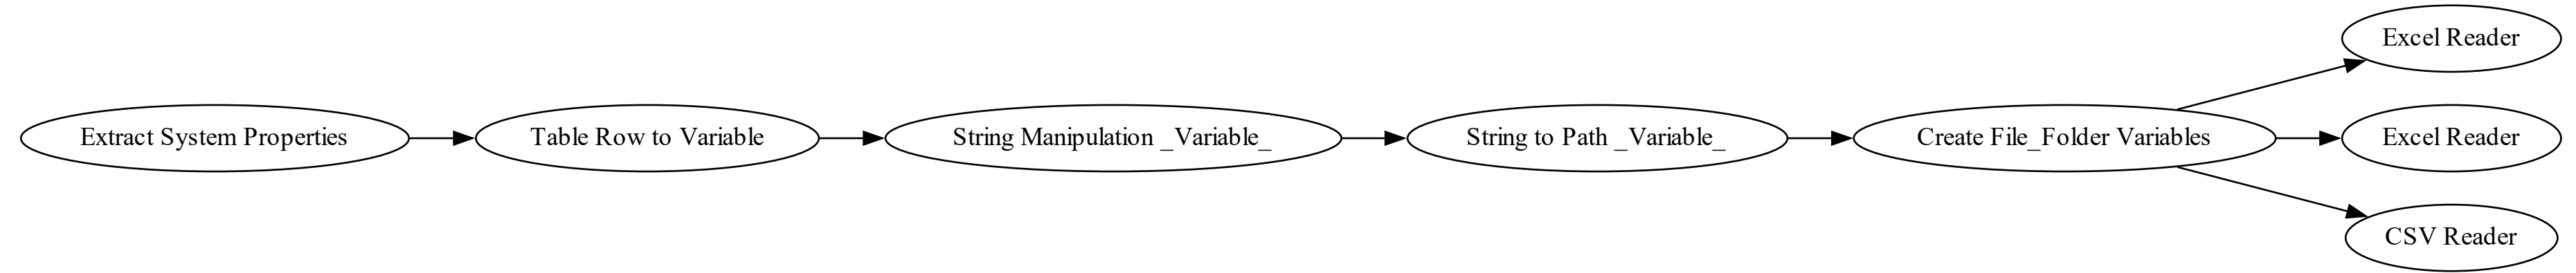 Extract System Properties
Table Row to Variable
String Manipulation _Variable_
String to Path _Variable_
Create File_Folder Variables
Excel Reader
Excel Reader
CSV Reader